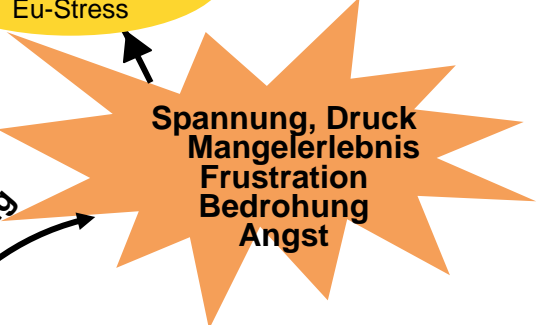 Eu-Stress
Spannung, Druck
Mangelerlebnis
Frustration
Bedrohung
Angst